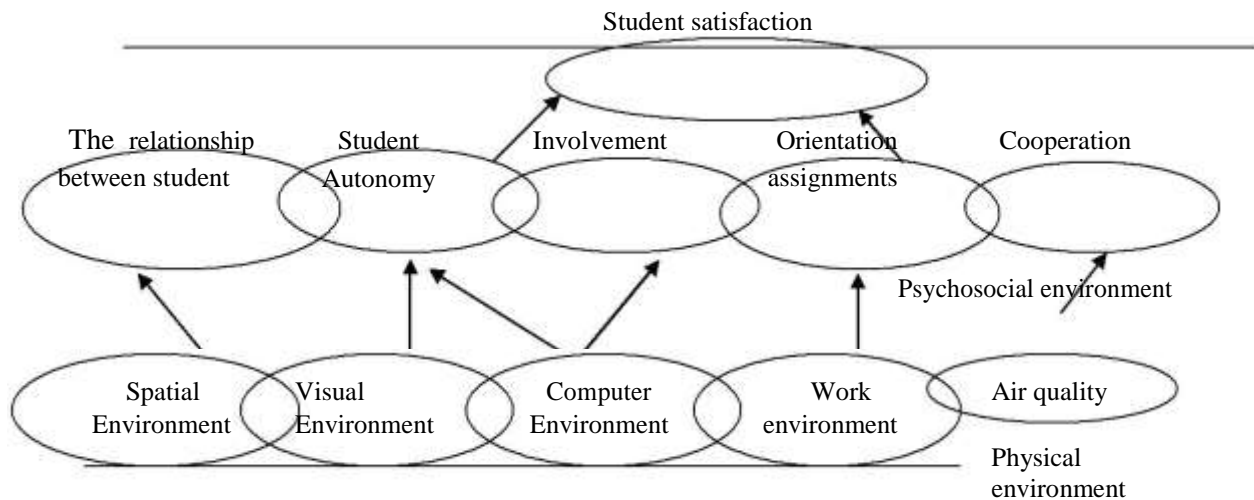 Student satisfaction
The relationship
between student
Student
Autonomy
Involvement
Orientation
assignments
Cooperation
Psychosocial environment
Spatial
Environment
Visual
Environment
Computer
Environment
Work
environment
Air quality
Physical
environment